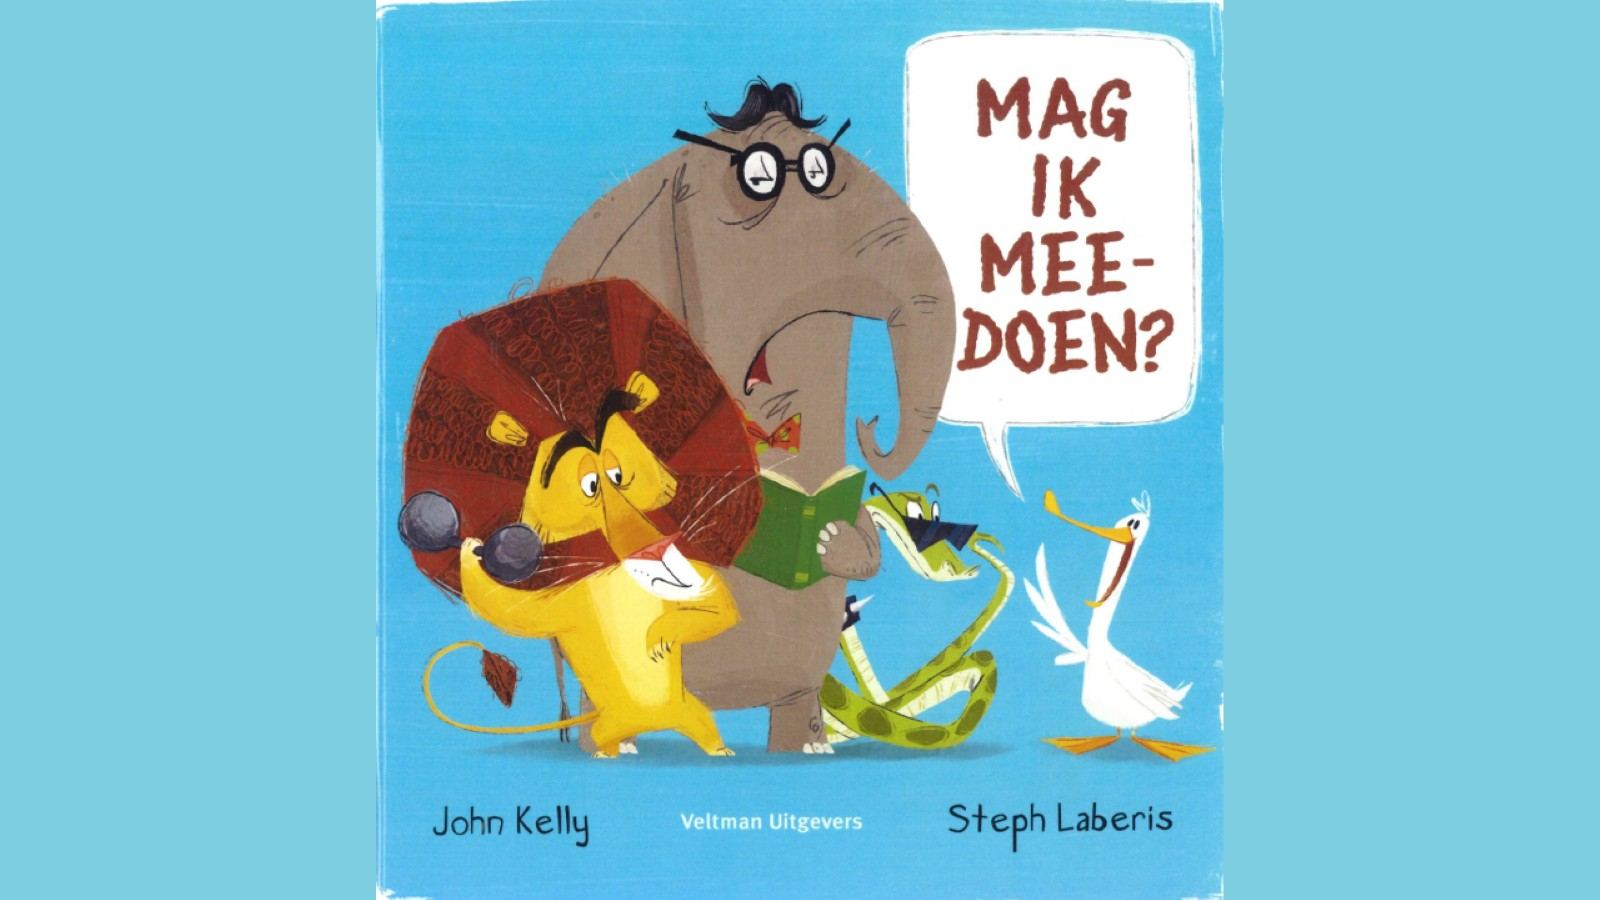 MAG
IK
MEE-
DOEN?
John Kelly
Veltman Uitgevers
Steph Laberis